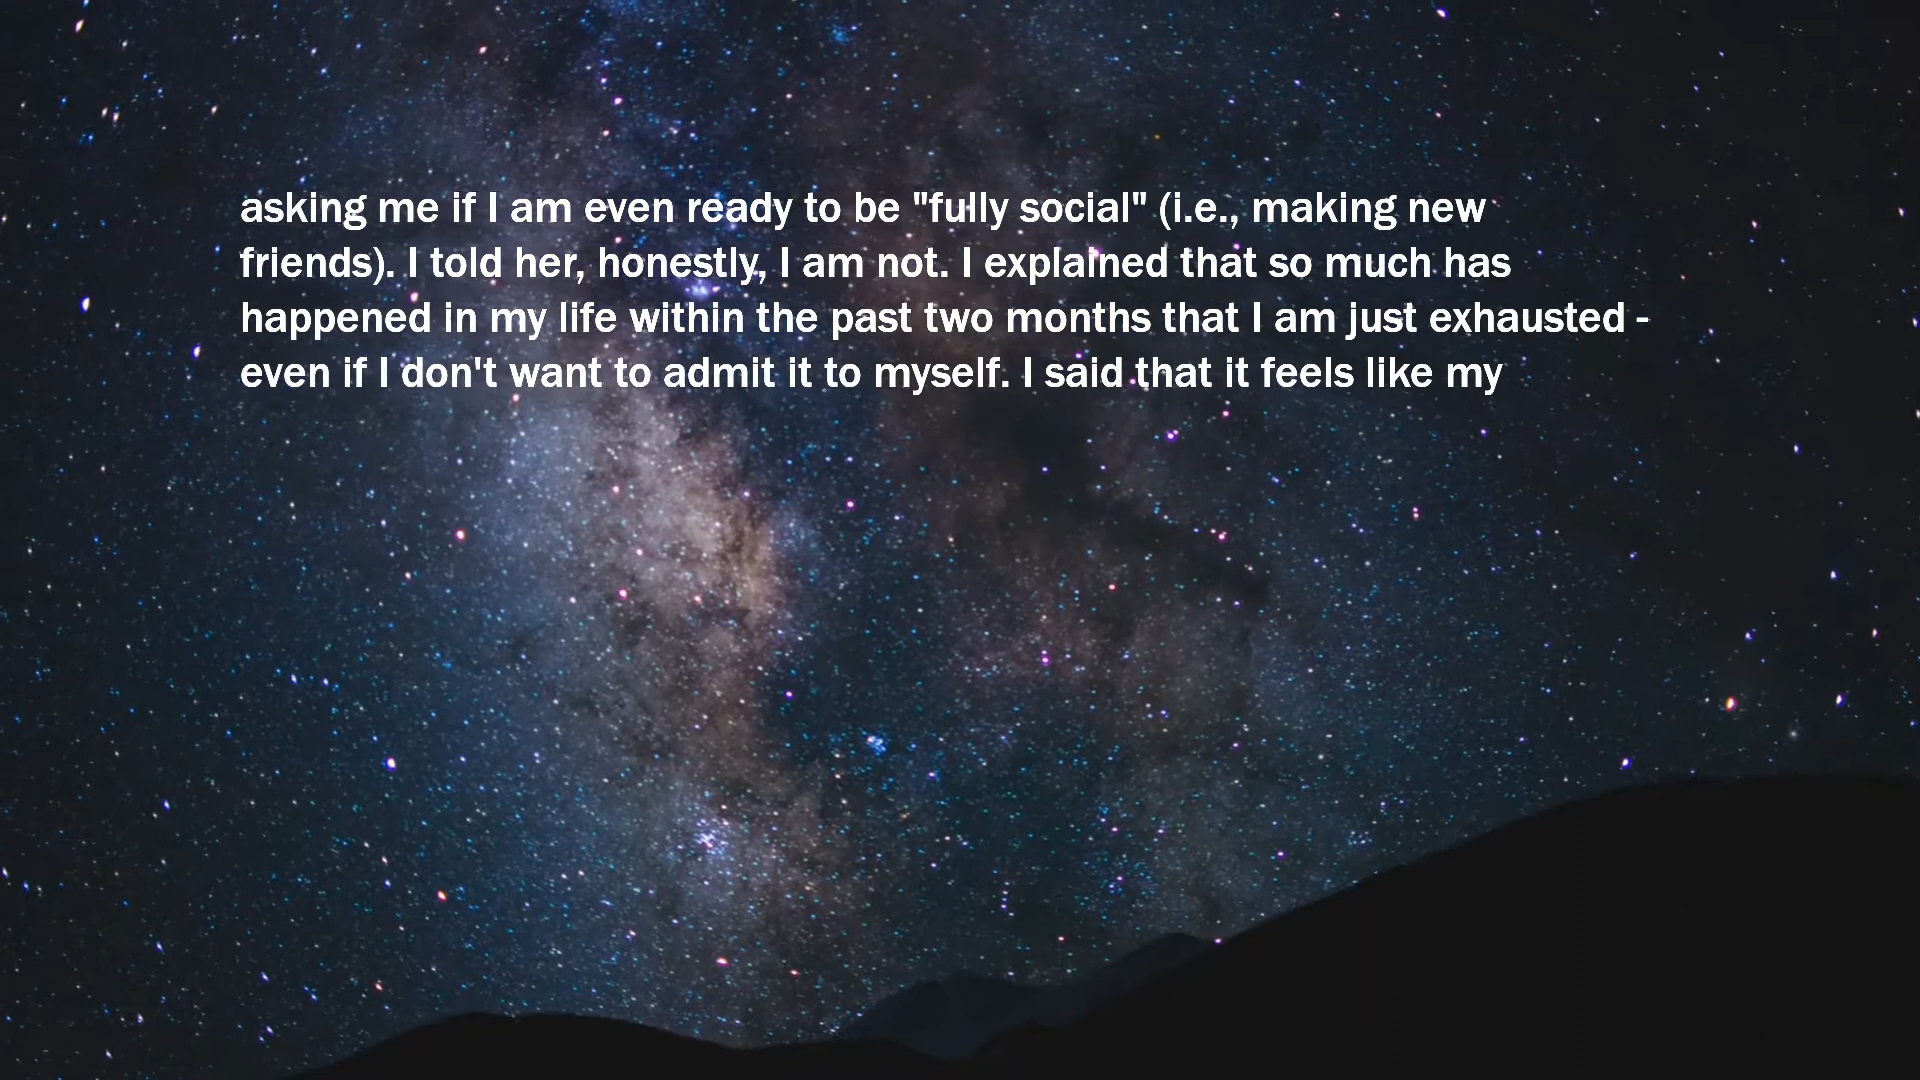 asking me if I am even ready to be "fully social" (i.e., making new
friends). I told her, honestly, I am not. I explained that so much has
happened in my life within the past two months that I am just exhausted -
even if I don't want to admit it to myself. I said that it feels like my